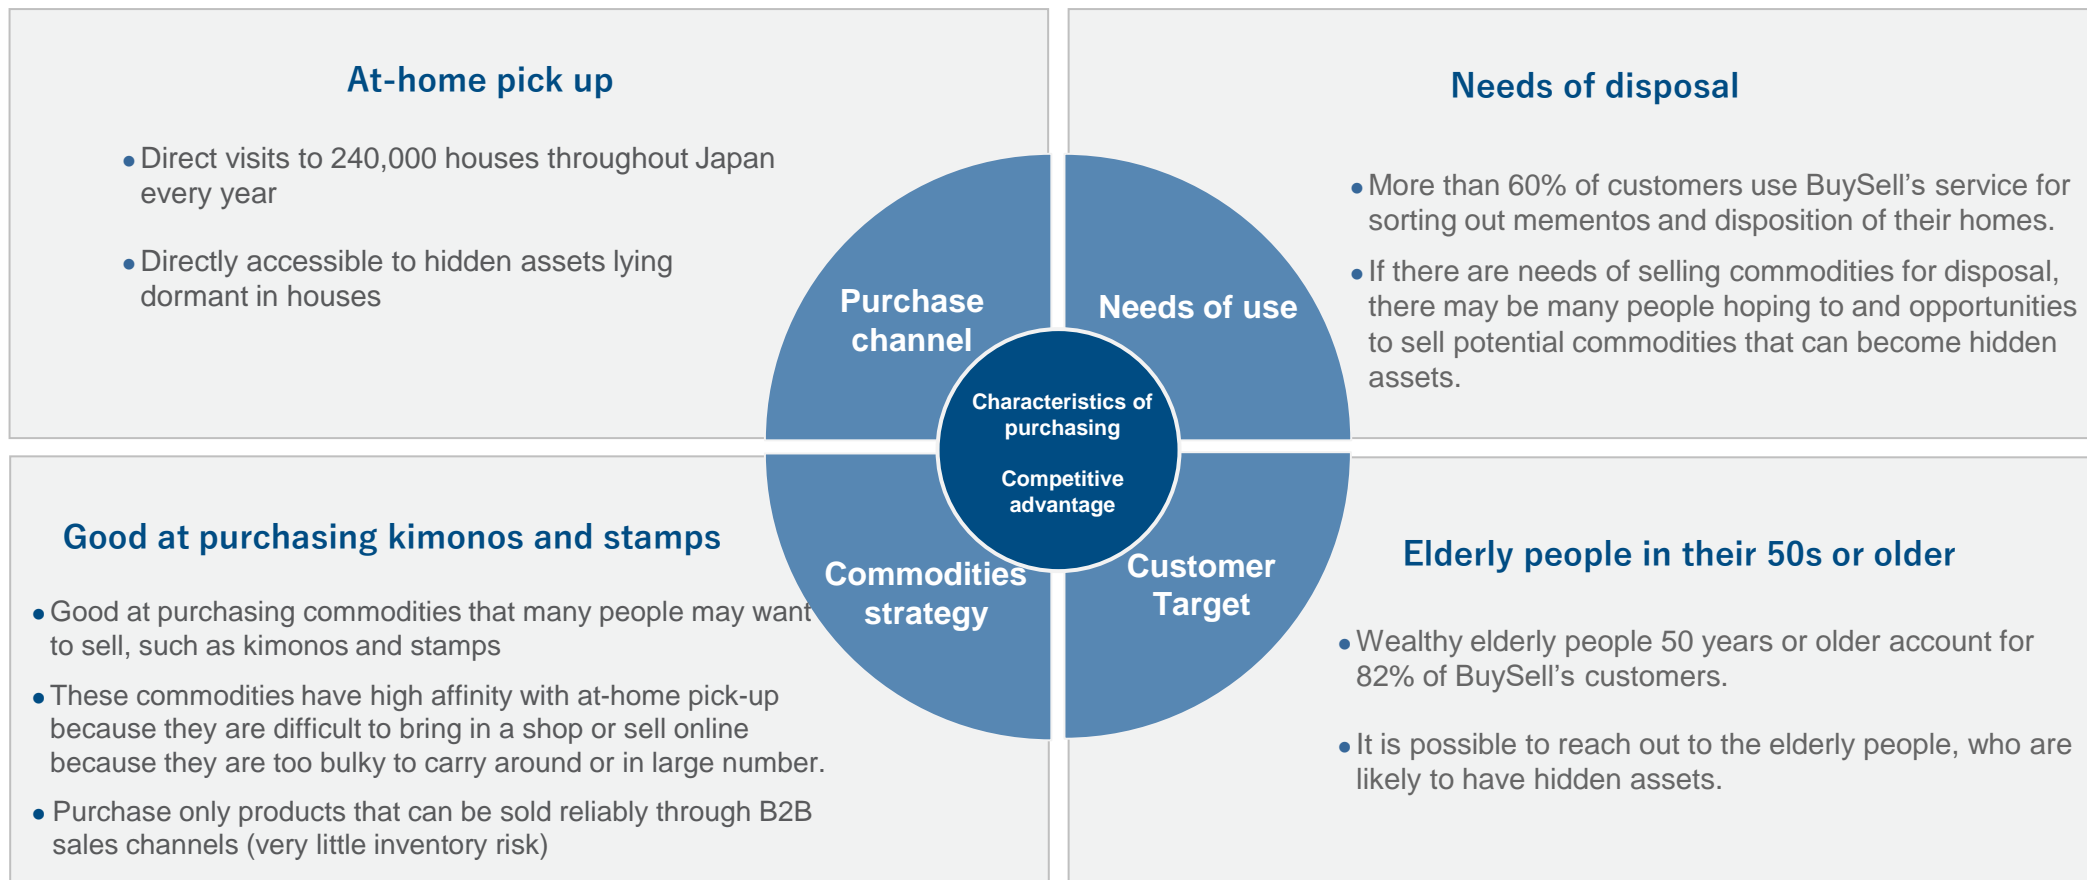 At-home pick up
• Direct visits to 240,000 houses throughout Japan
every year
• Directly accessible to hidden assets lying
dormant in houses
Purchase
channel
Needs of disposal
• More than 60% of customers use BuySell’s service for
sorting out mementos and disposition of their homes.
• If there are needs of selling commodities for disposal,
there may be many people hoping to and opportunities
to sell potential commodities that can become hidden
assets.
Needs of use
Characteristics of
purchasing
Competitive
advantage
Good at purchasing kimonos and stamps
• Good at purchasing commodities that many people may want
to sell, such as kimonos and stamps
• These commodities have high affinity with at-home pick-up
because they are difficult to bring in a shop or sell online
because they are too bulky to carry around or in large number.
• Purchase only products that can be sold reliably through B2B
sales channels (very little inventory risk)
Commodities
strategy
Customer
Target
Elderly people in their 50s or older
• Wealthy elderly people 50 years or older account for
82% of BuySell’s customers.
• It is possible to reach out to the elderly people, who are
likely to have hidden assets.